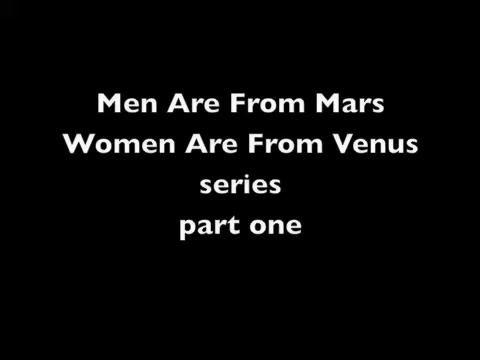 Men Are From Mars
Women Are From Venus
series
part one